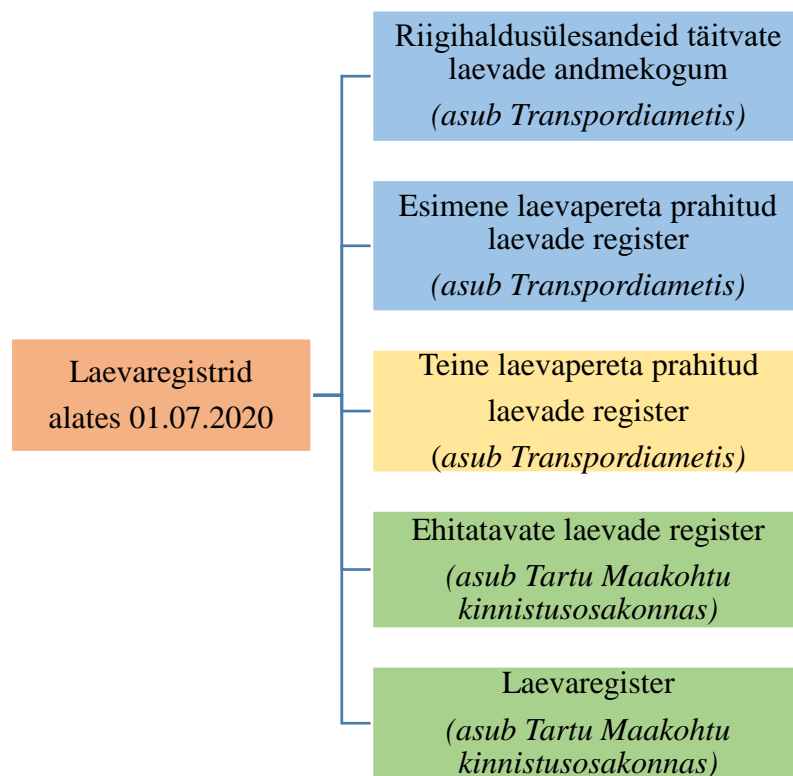 Riigihaldusülesandeid täitvate
laevade andmekogum
(asub Transpordiametis)
Esimene laevapereta prahitud
laevade register
(asub Transpordiametis)
Laevaregistrid
alates 01.07.2020
Teine laevapereta prahitud
laevade register
(asub Transpordiametis)
Ehitatavate laevade register
(asub Tartu Maakohtu
kinnistusosakonnas)
Laevaregister
(asub Tartu Maakohtu
kinnistusosakonnas)